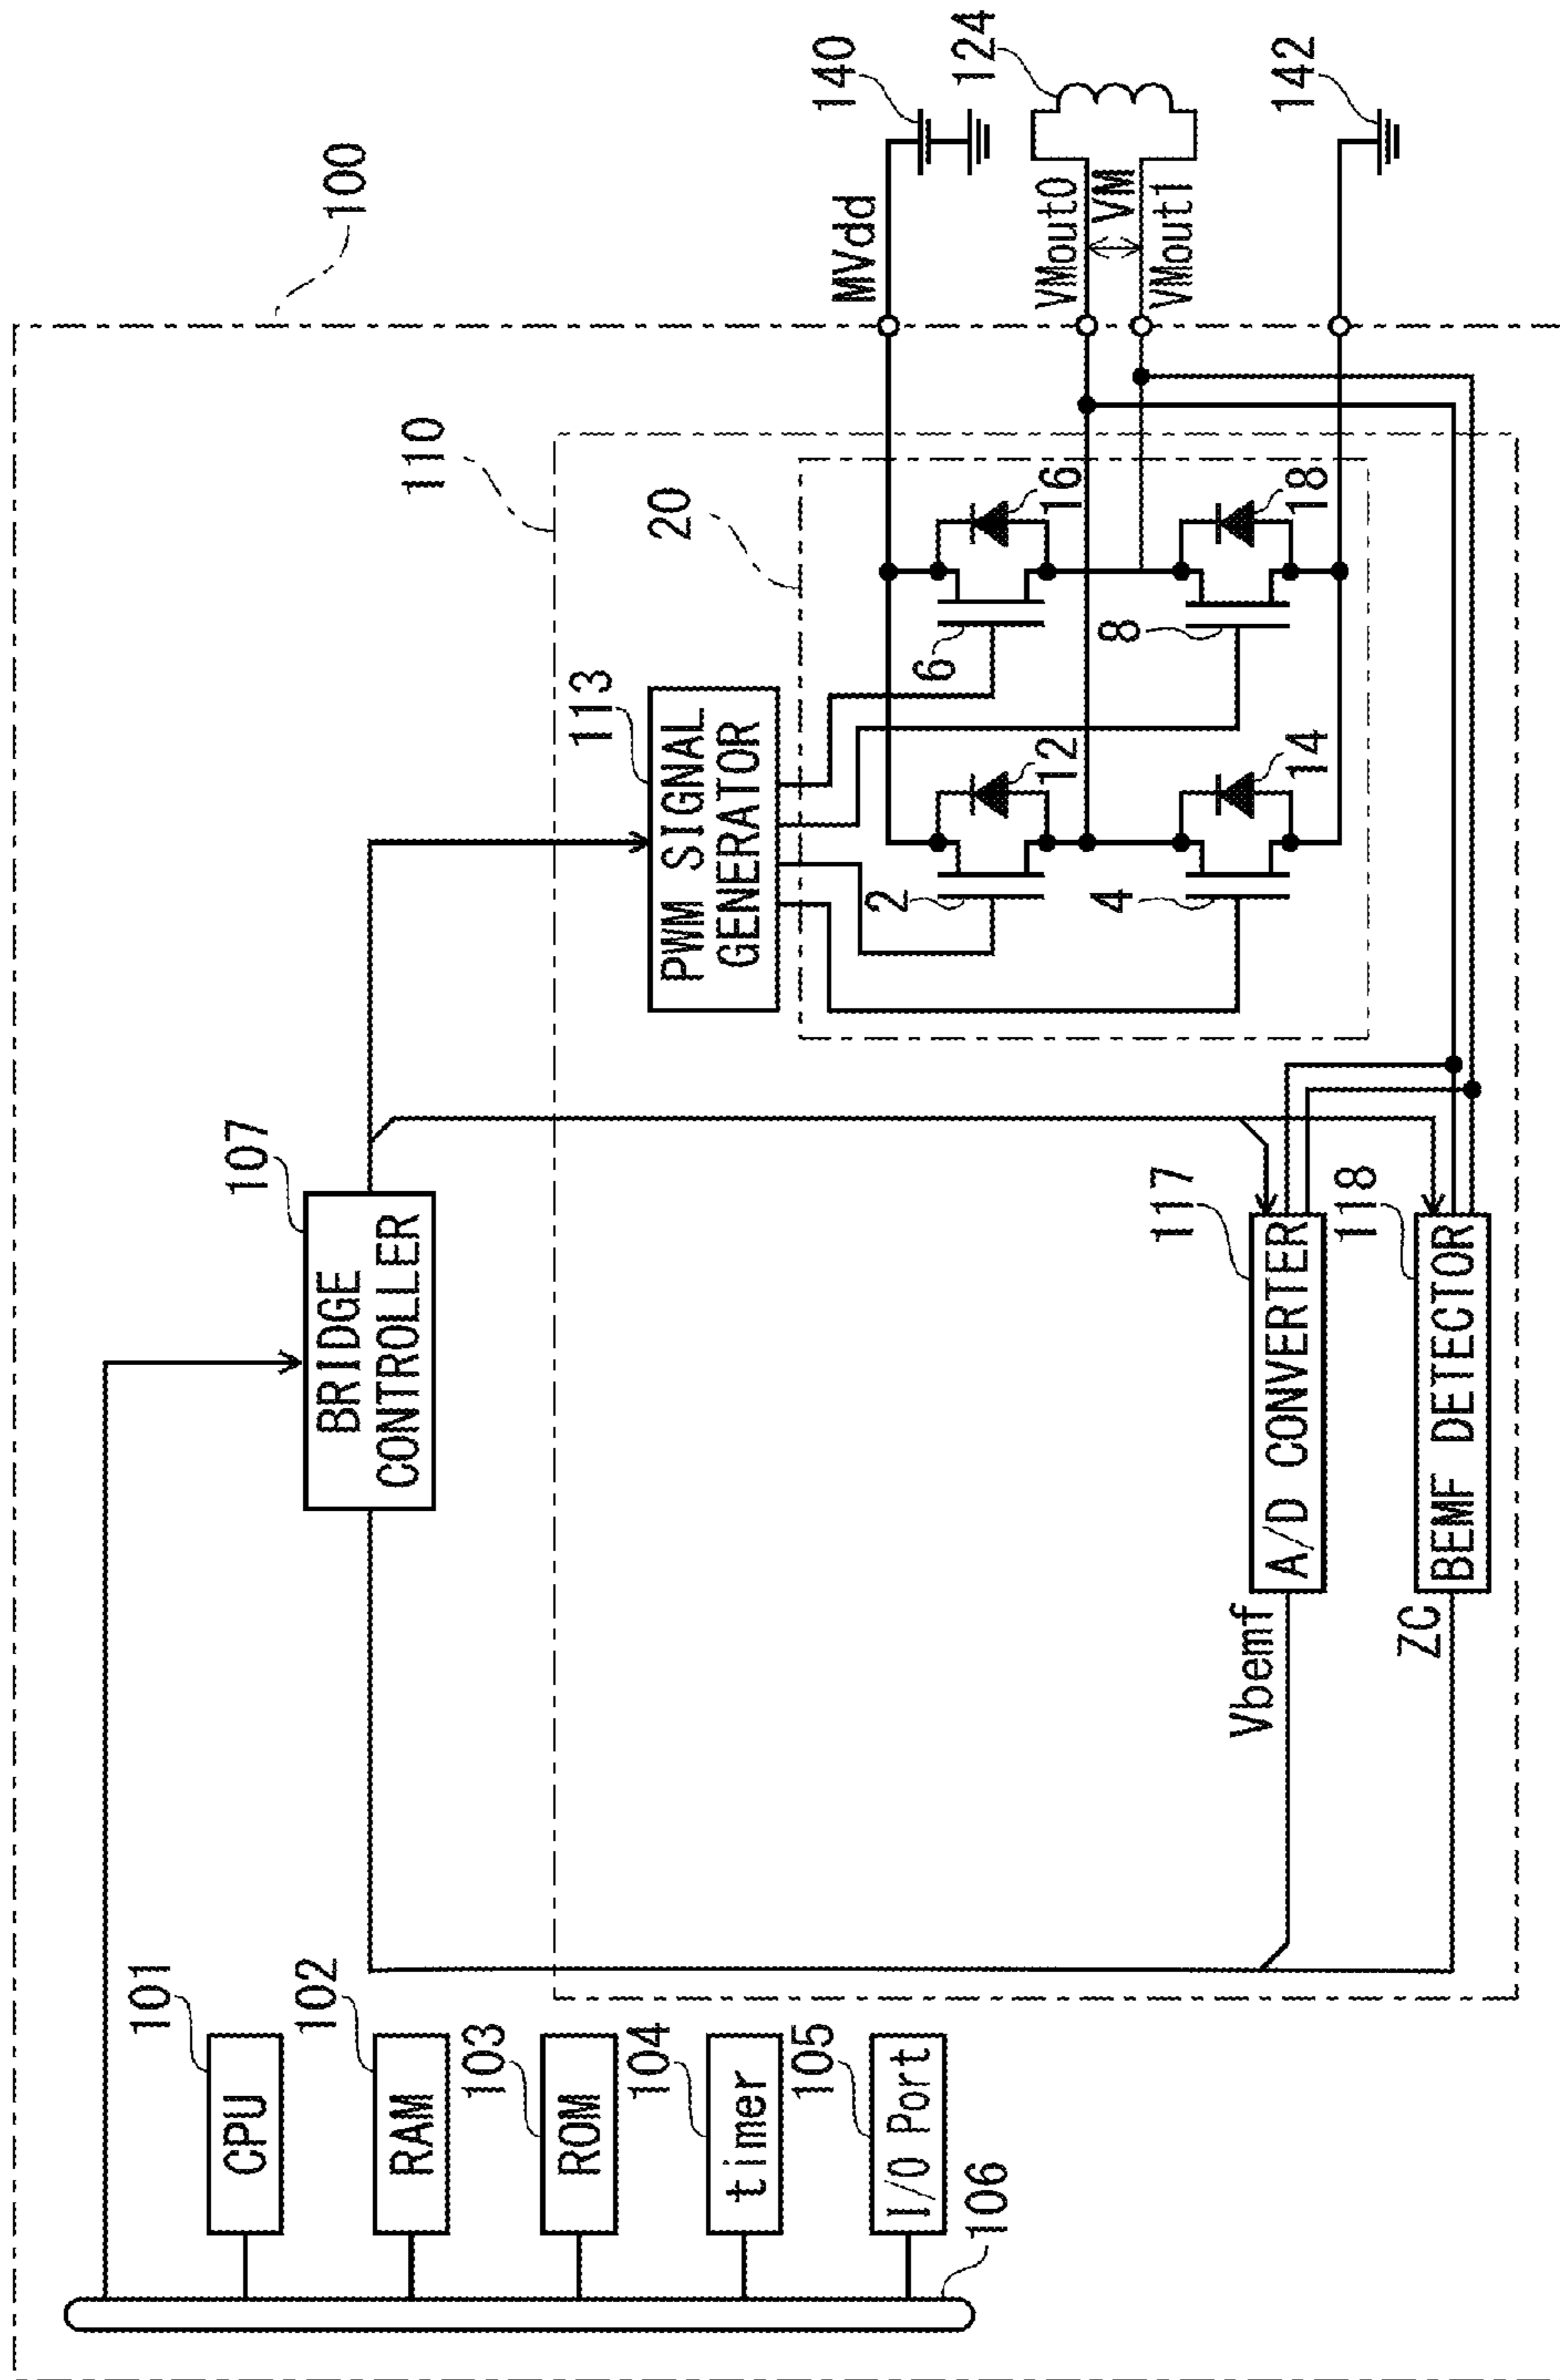 100
101
CPU
102
RAM
103
ROM
104
timer
105
I/O Port
106
107
BRIDGE
CONTROLLER
110
113
PWM SIGNAL
GENERATOR
20
2
12
6
16
4
14
8
18
117
A/D CONVERTER
Vbemf
118
BEMF DETECTOR
ZC
MVdd
140
VMout0
VM
VMout1
124
142